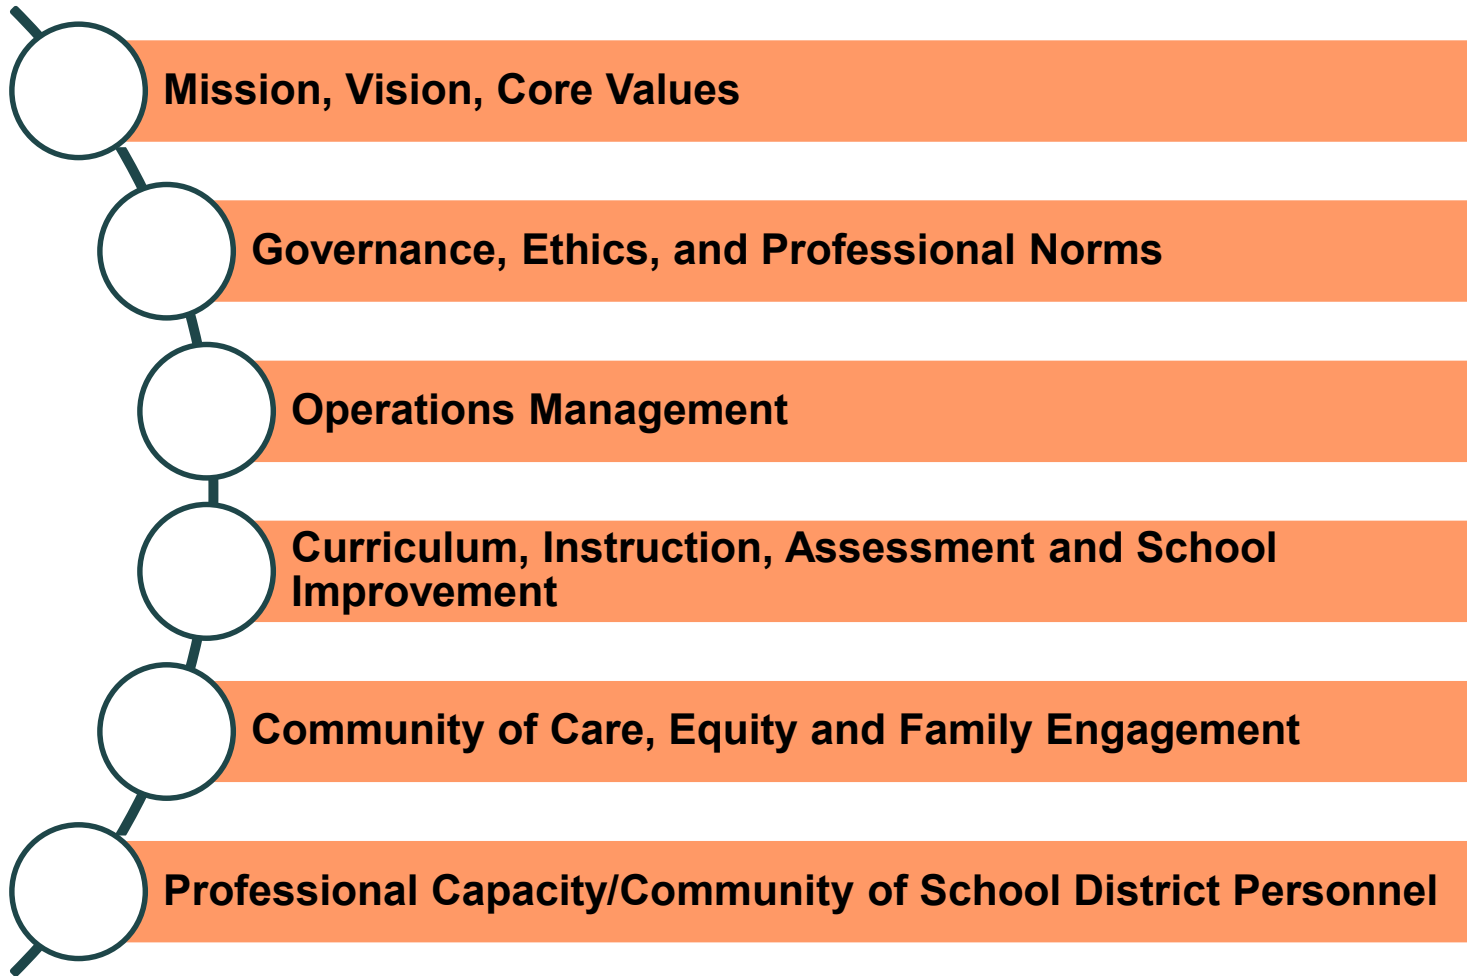 Mission, Vision, Core Values
Governance, Ethics, and Professional Norms
Operations Management
Curriculum, Instruction, Assessment and School
Improvement
Community of Care, Equity and Family Engagement
Professional Capacity/Community of School District Personnel